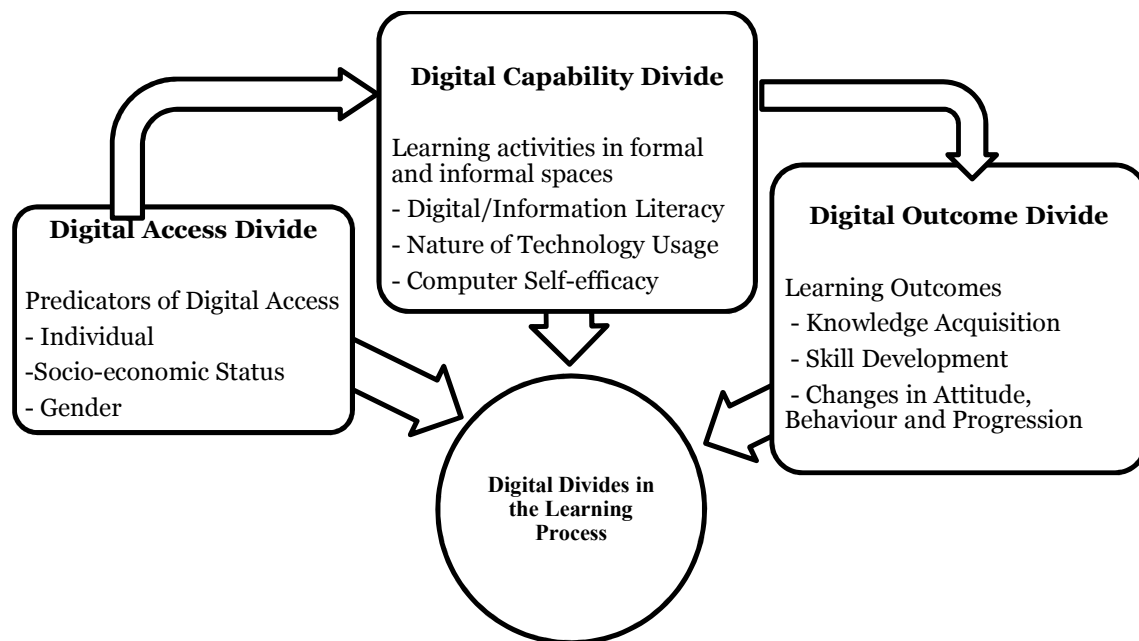 Digital Access Divide
Predicators of Digital Access
- Individual
-Socio-economic Status
- Gender
Digital Capability Divide
Learning activities in formal
and informal spaces
- Digital/Information Literacy
- Nature of Technology Usage
- Computer Self-efficacy
Digital Outcome Divide
Learning Outcomes
- Knowledge Acquisition
- Skill Development
- Changes in Attitude,
Behaviour and Progression
Digital Divides in
the Learning
Process